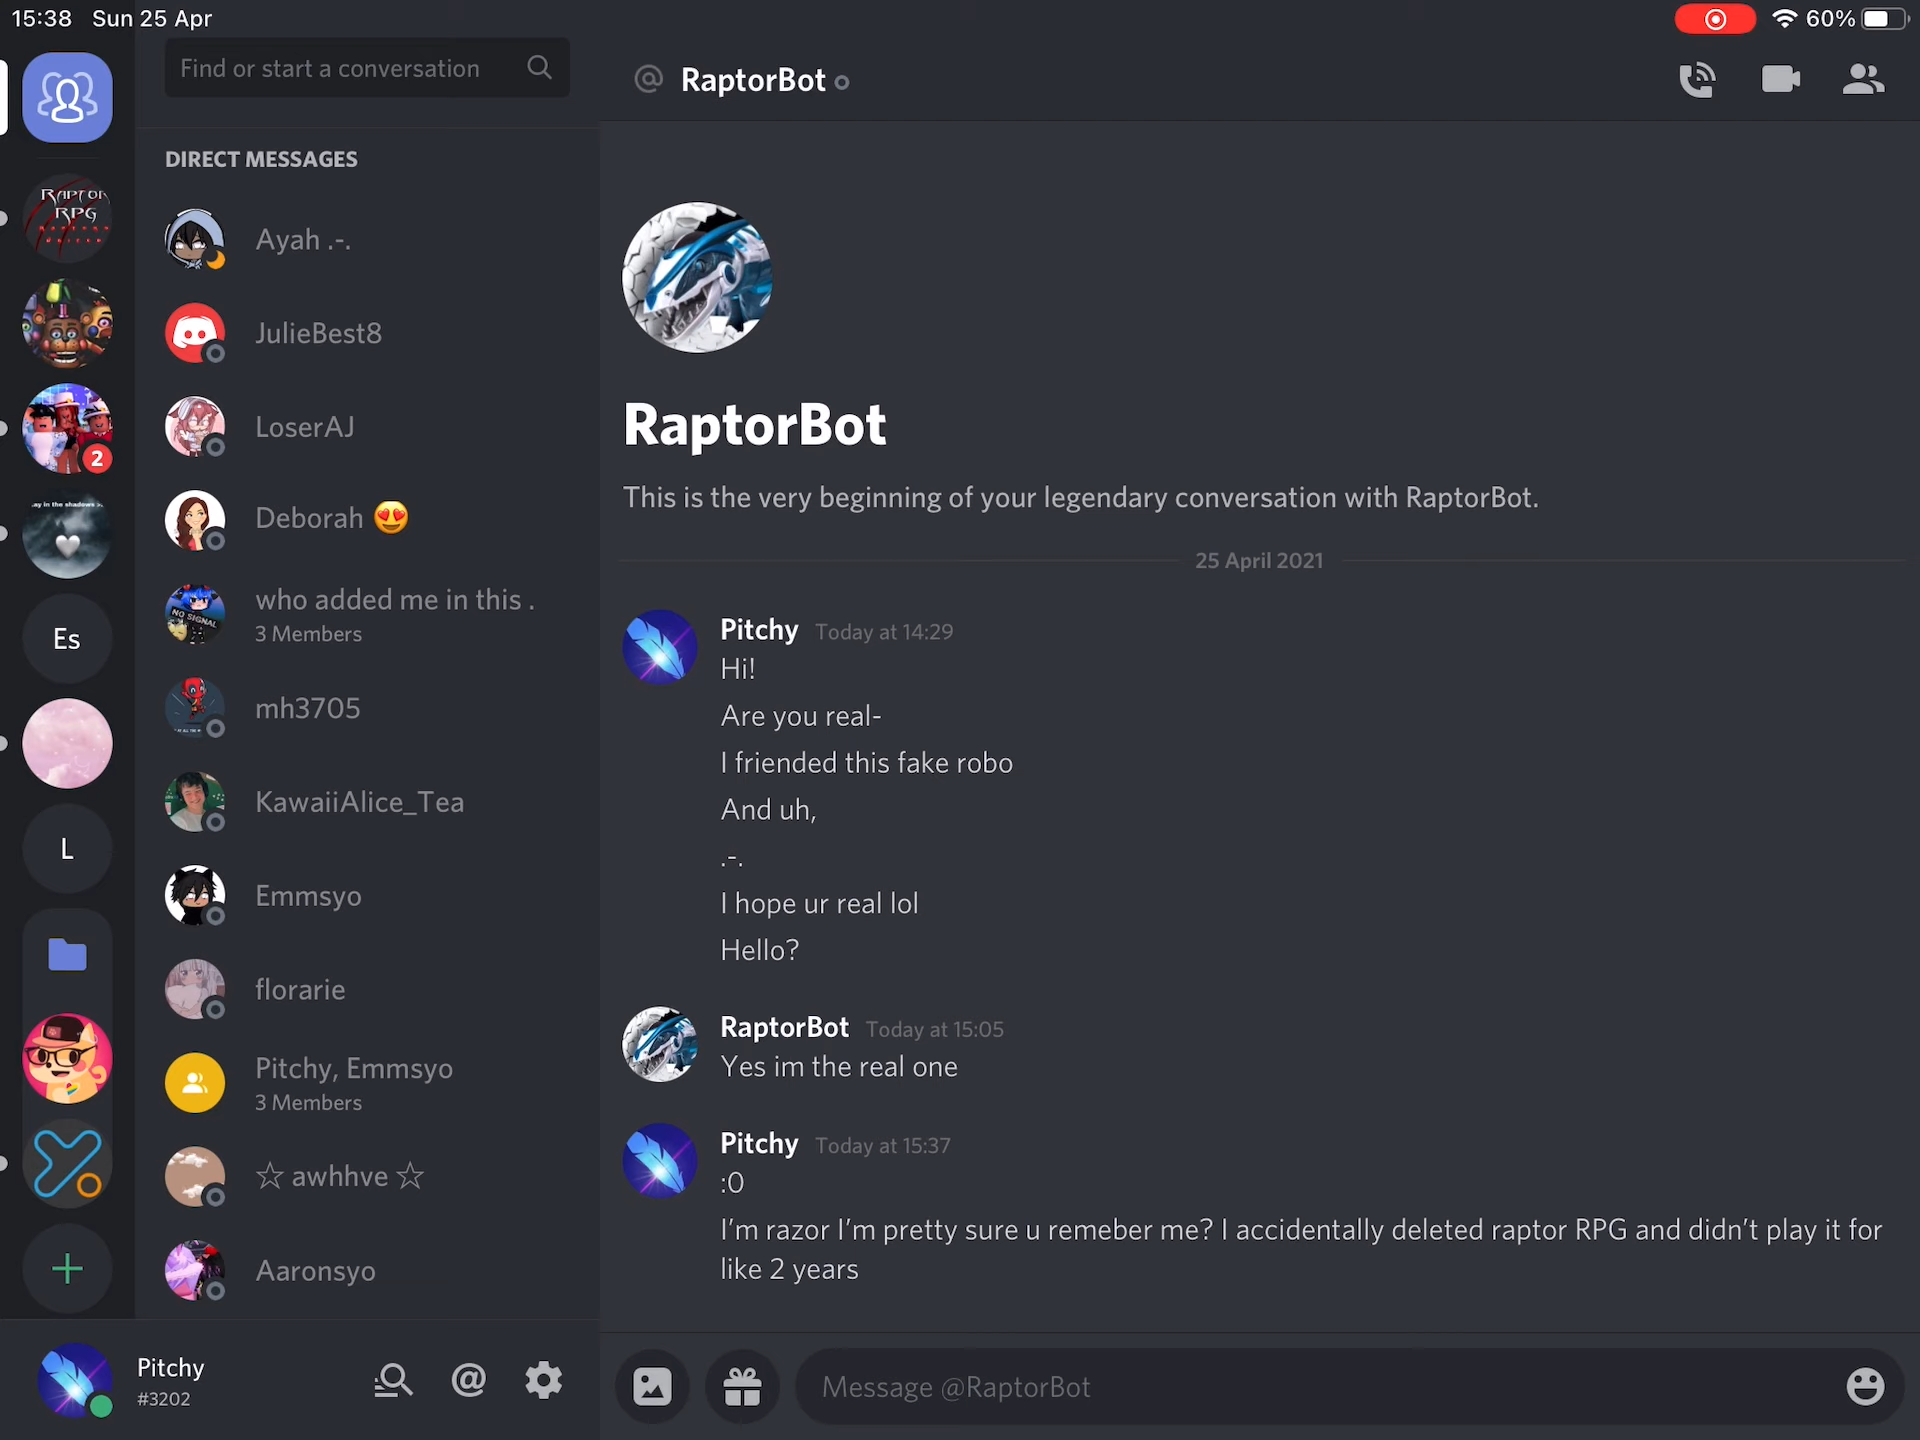 15:38 Sun 25 Apr
60%
Find or start a conversation
RaptorBot
DIRECT MESSAGES
RAPTOR
RPG
Ayah .-.
JulieBest8
LoserAJ
2
Deborah 😍
who added me in this .
3 Members
NO SIGNAL
Es
mh3705
KawaiiAlice_Tea
L
Emmsyo
florarie
Pitchy, Emmsyo
3 Members
☆ awhhve ☆
Aaronsyo
Pitchy
#3202
RaptorBot
This is the very beginning of your legendary conversation with RaptorBot.
25 April 2021
Pitchy Today at 14:29
Hi!
Are you real-
I friended this fake robo
And uh,
.-.
I hope ur real lol
Hello?
RaptorBot Today at 15:05
Yes im the real one
Pitchy Today at 15:37
:0
I'm razor I'm pretty sure u remeber me? I accidentally deleted raptor RPG and didn't play it for
like 2 years
Message @RaptorBot